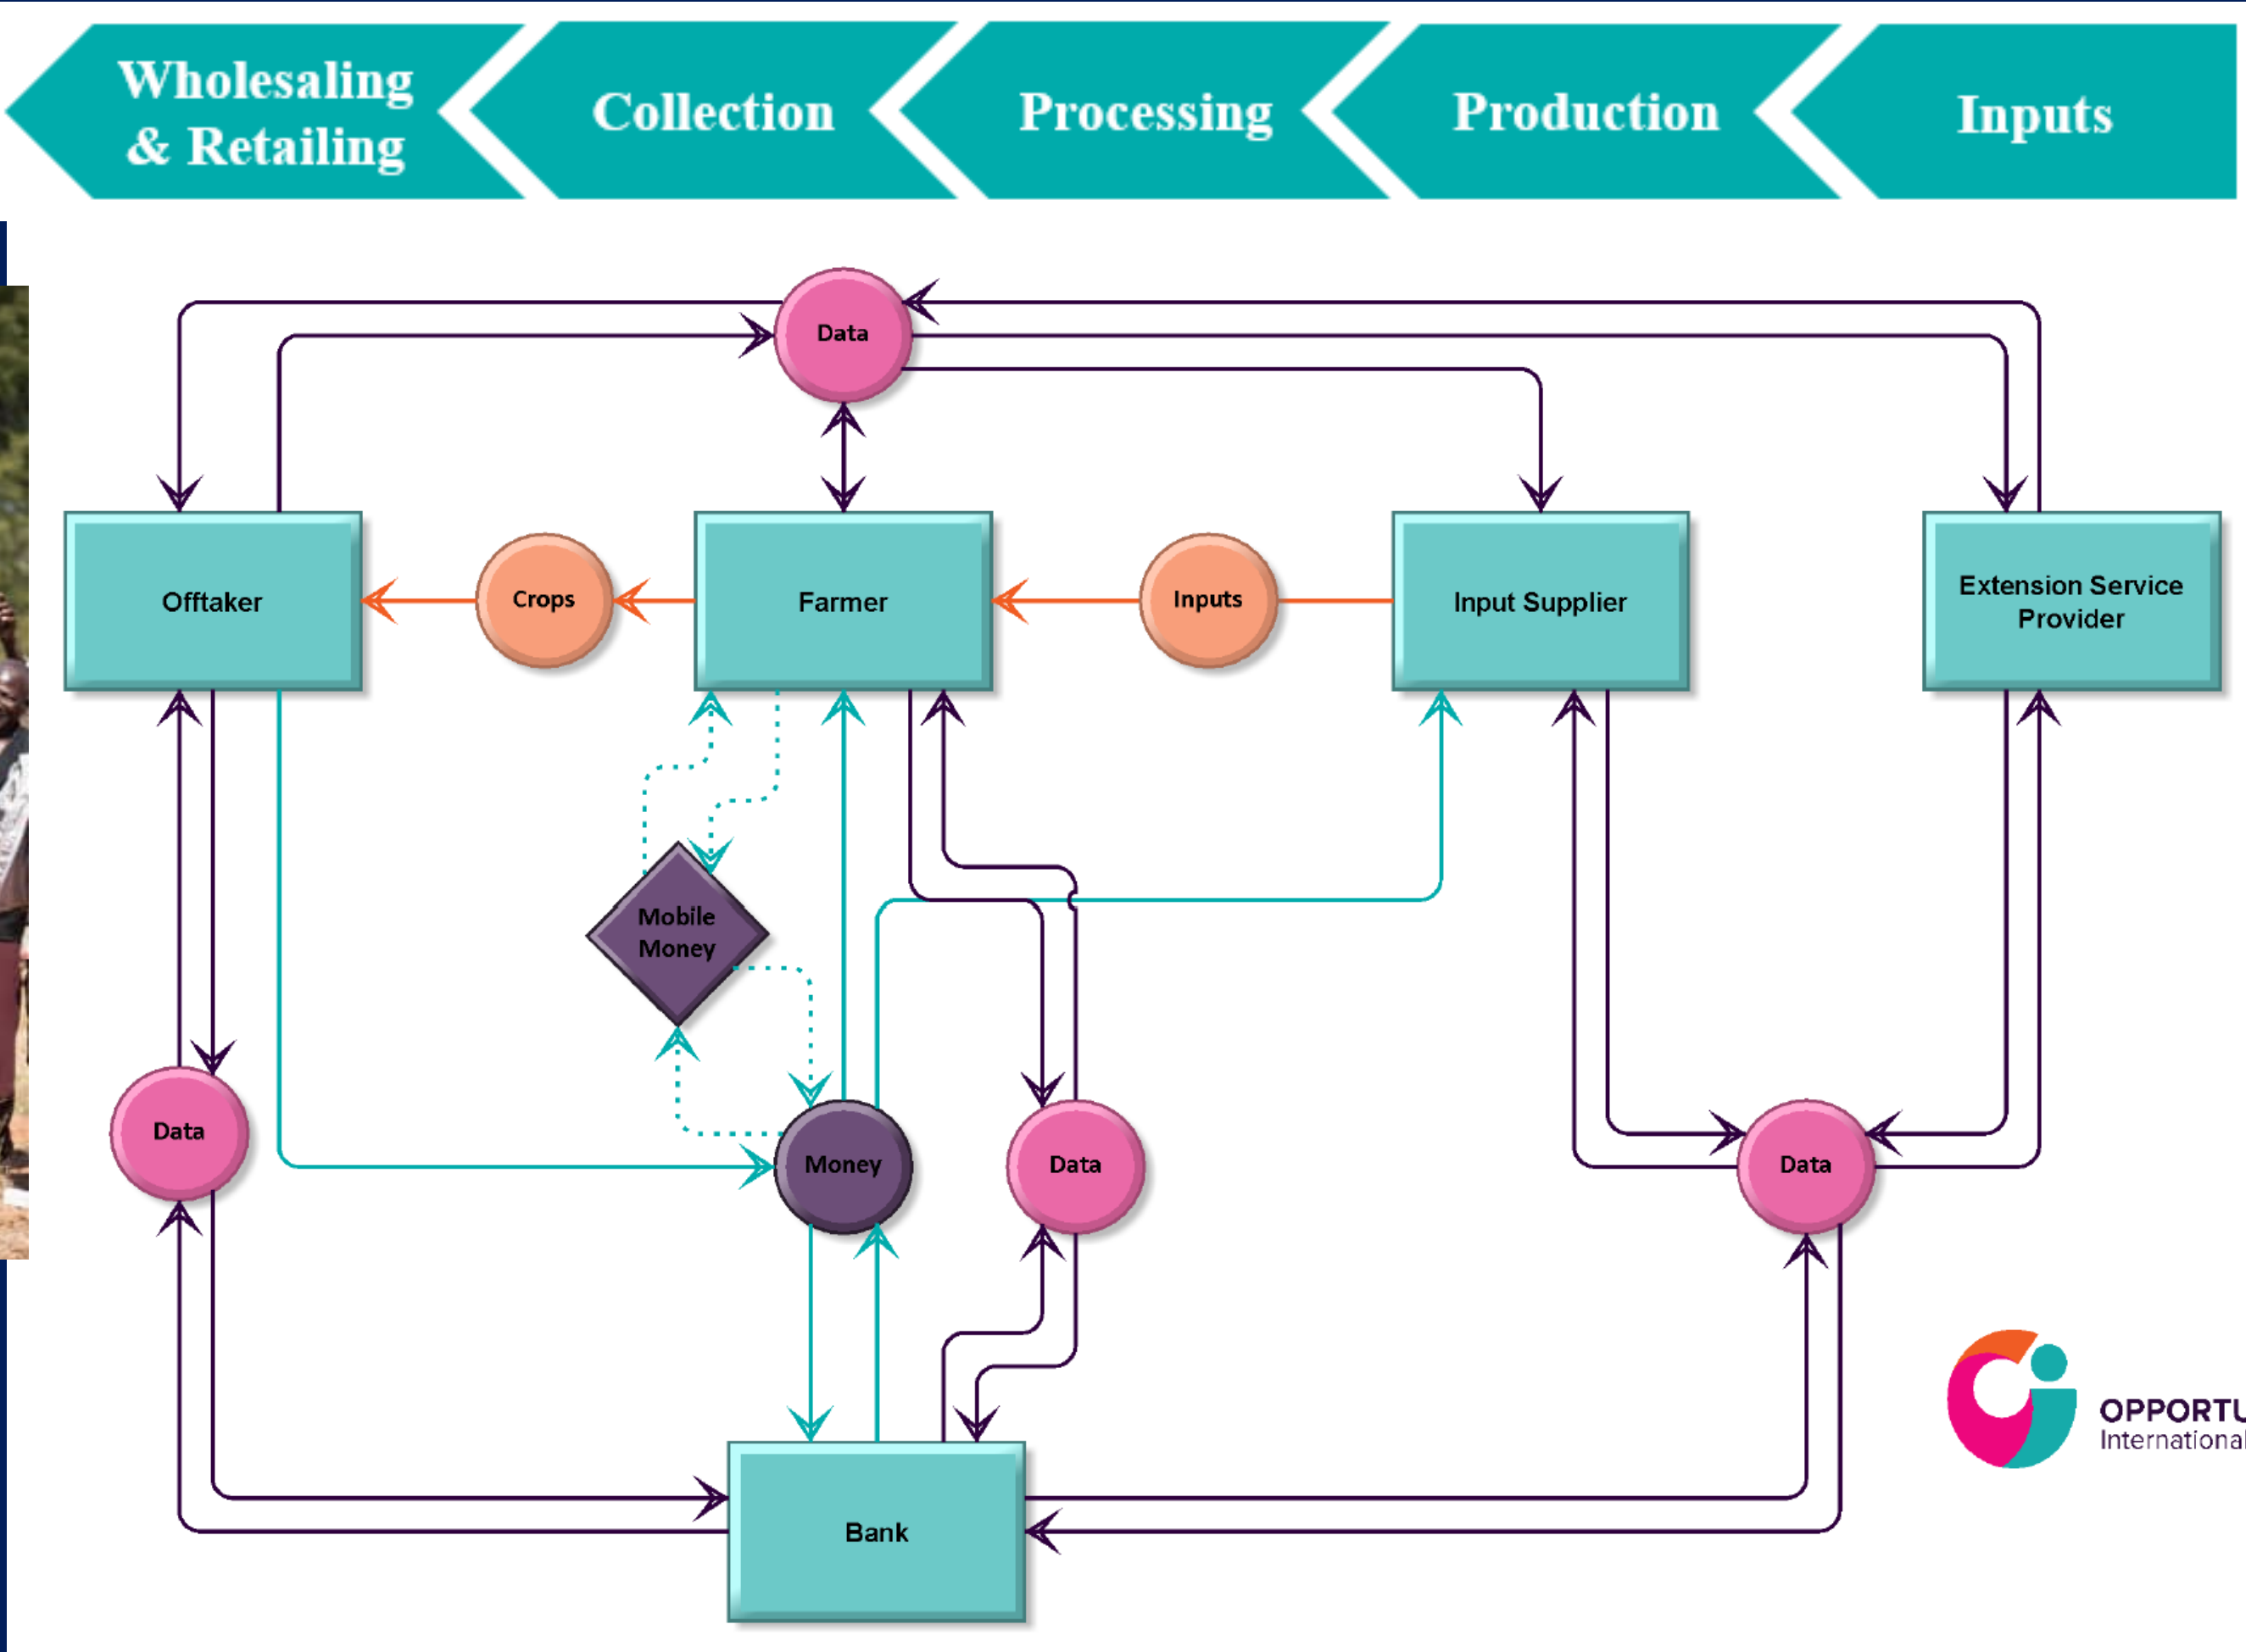 Wholesaling
& Retailing
Collection
Processing
Production
Inputs
Data
Offtaker
Crops
Farmer
Inputs
Input Supplier
Extension Service
Provider
Mobile
Money
Data
Money
Data
Data
OPPORTU
International
Bank